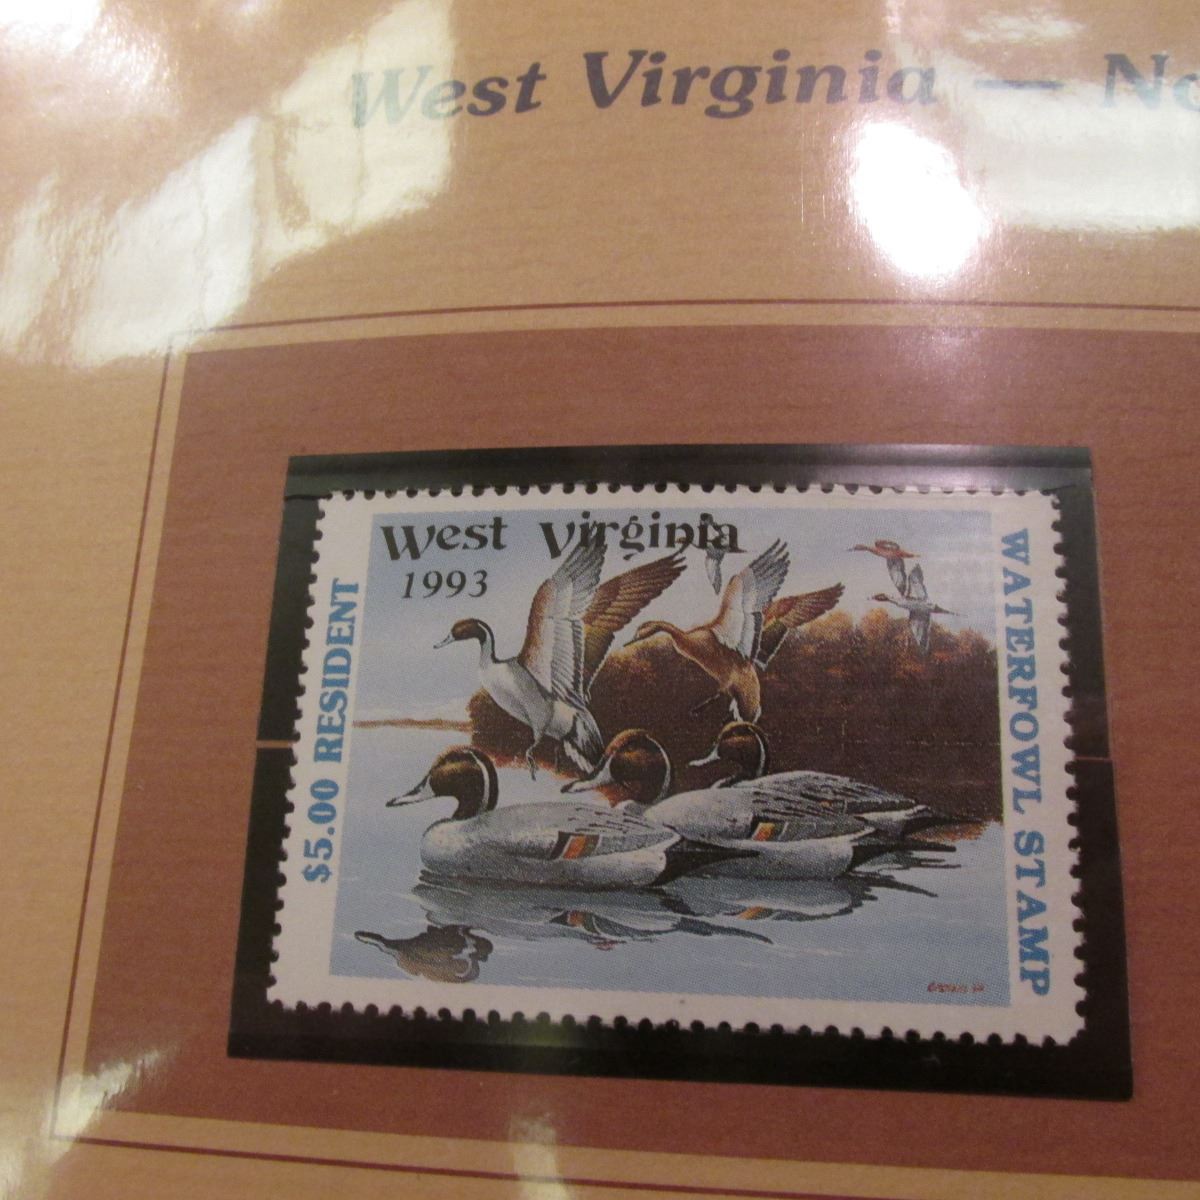 West Virginia — No
West Virginia
1993
$5.00 RESIDENT
WATERFOWL STAMP